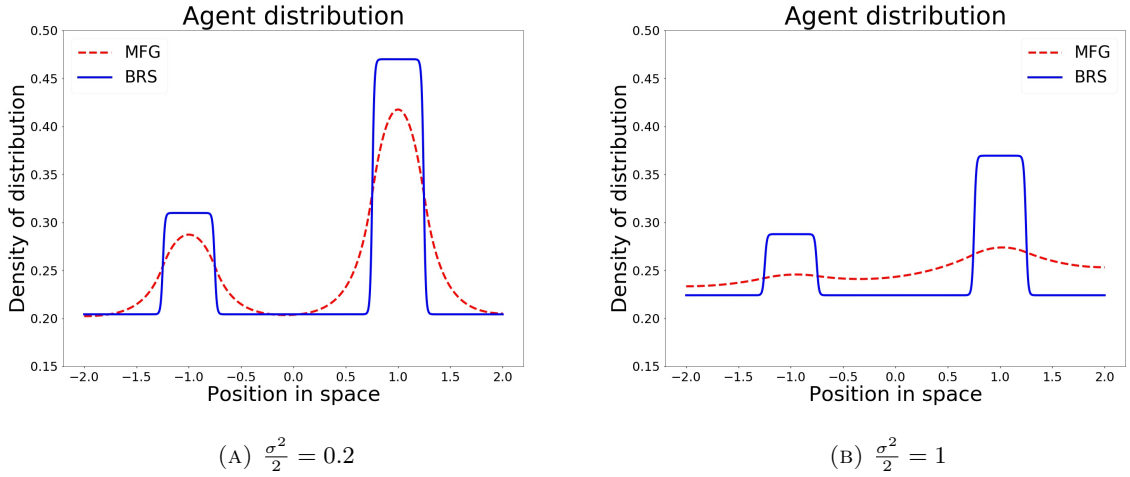 Agent distribution
MFG
BRS
Density of distribution
0.50
0.45
0.40
0.35
0.30
0.25
0.20
0.15
−2.0 −1.5 −1.0 −0.5 0.0 0.5 1.0 1.5 2.0
Position in space
(A) σ²/2 = 0.2
Agent distribution
MFG
BRS
Density of distribution
0.50
0.45
0.40
0.35
0.30
0.25
0.20
0.15
−2.0 −1.5 −1.0 −0.5 0.0 0.5 1.0 1.5 2.0
Position in space
(B) σ²/2 = 1